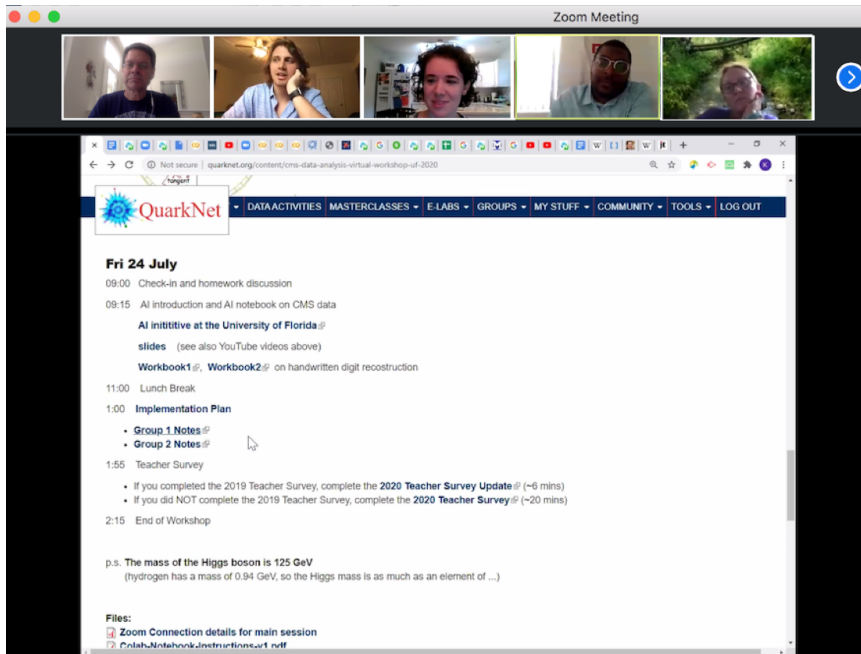 Zoom Meeting
Not secure | quarknet.org/content/cms-data-analysis-virtual-workshop-uf-2020
tangent
QuarkNet
DATA ACTIVITIES MASTERCLASSES E-LABS GROUPS MY STUFF COMMUNITY TOOLS LOG OUT
Fri 24 July
09:00 Check-in and homework discussion
09:15 AI introduction and AI notebook on CMS data
AI inititiive at the University of Florida
slides (see also YouTube videos above)
Workbook1, Workbook2 on handwritten digit recostruction
11:00 Lunch Break
1:00 Implementation Plan
• Group 1 Notes
• Group 2 Notes
1:55 Teacher Survey
• If you completed the 2019 Teacher Survey, complete the 2020 Teacher Survey Update (~6 mins)
• If you did NOT complete the 2019 Teacher Survey, complete the 2020 Teacher Survey (~20 mins)
2:15 End of Workshop
p.s. The mass of the Higgs boson is 125 GeV
(hydrogen has a mass of 0.94 GeV, so the Higgs mass is as much as an element of ...)
Files:
Zoom Connection details for main session
Colab-Notebook-Instructions-v1.pdf